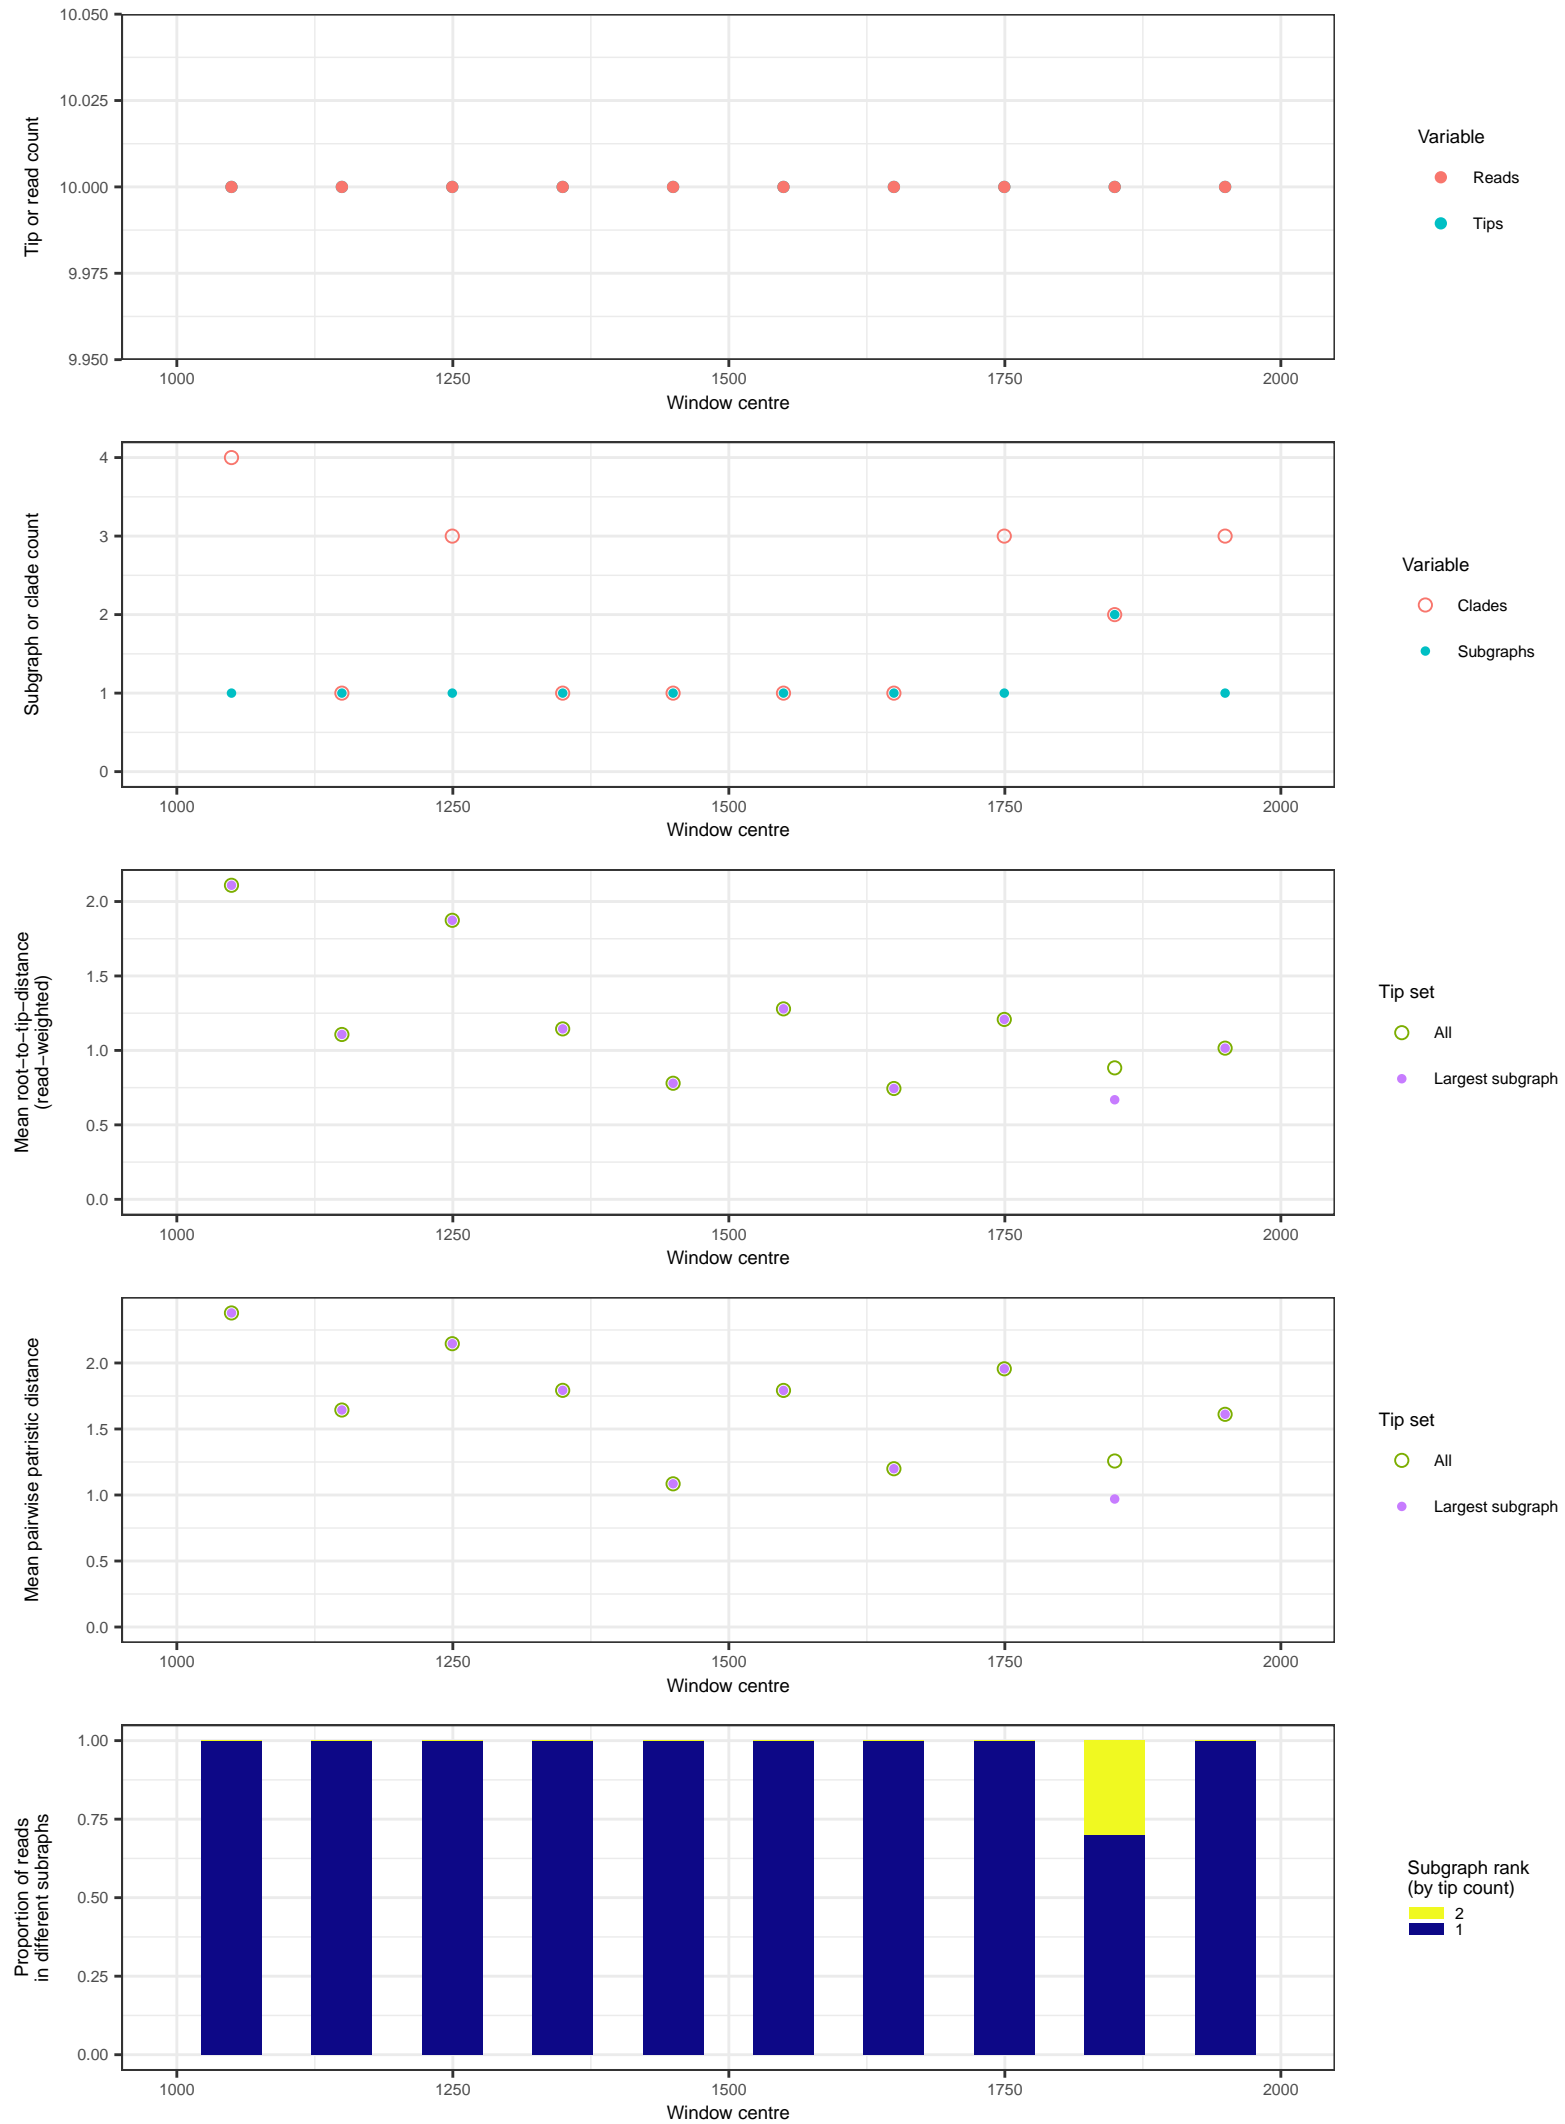 Tip or read count
10.050
10.025
10.000
9.975
9.950
1000 1250 1500 1750 2000
Window centre
Variable
Reads
Tips
Subgraph or clade count
4
3
2
1
0
1000 1250 1500 1750 2000
Window centre
Variable
Clades
Subgraphs
Mean root−to−tip−distance
(read−weighted)
2.0
1.5
1.0
0.5
0.0
1000 1250 1500 1750 2000
Window centre
Tip set
All
Largest subgraph
Mean pairwise patristic distance
2.0
1.5
1.0
0.5
0.0
1000 1250 1500 1750 2000
Window centre
Tip set
All
Largest subgraph
Proportion of reads
in different subraphs
1.00
0.75
0.50
0.25
0.00
1000 1250 1500 1750 2000
Window centre
Subgraph rank
(by tip count)
2
1